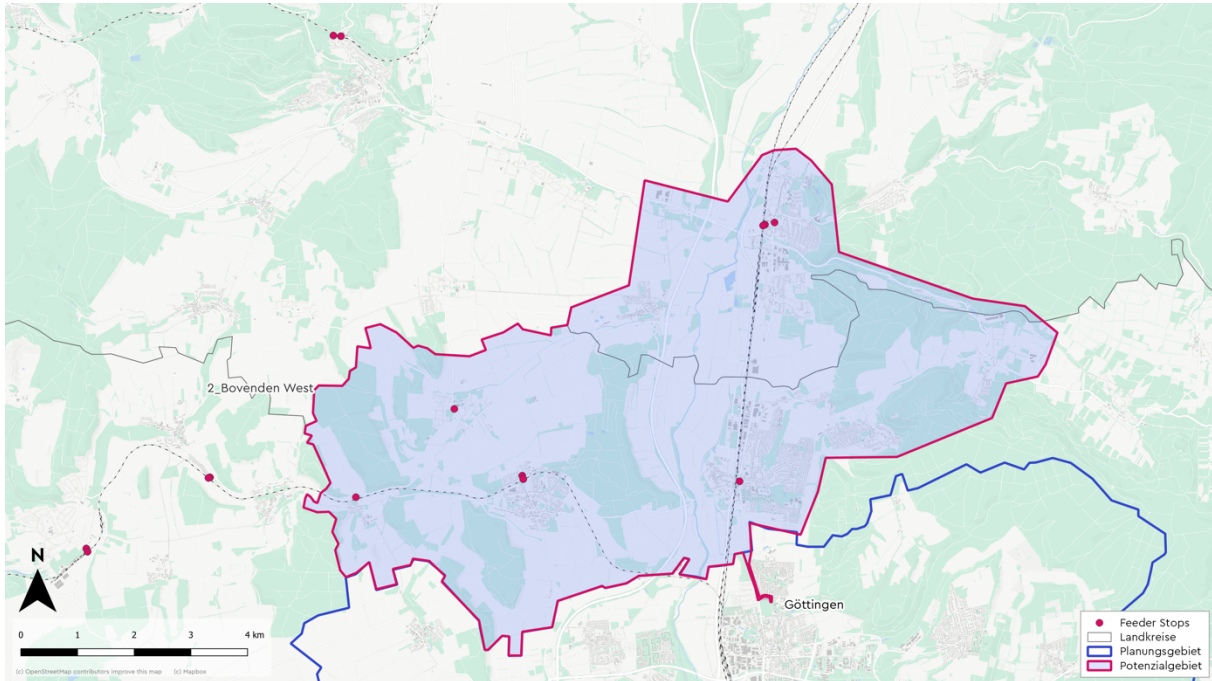 2_Bovenden West
N
Göttingen
0 1 2 3 4 km
Feeder Stops
Landkreise
Planungsgebiet
Potenzialgebiet
(c) OpenStreetMap contributors improve this map (c) Mapbox